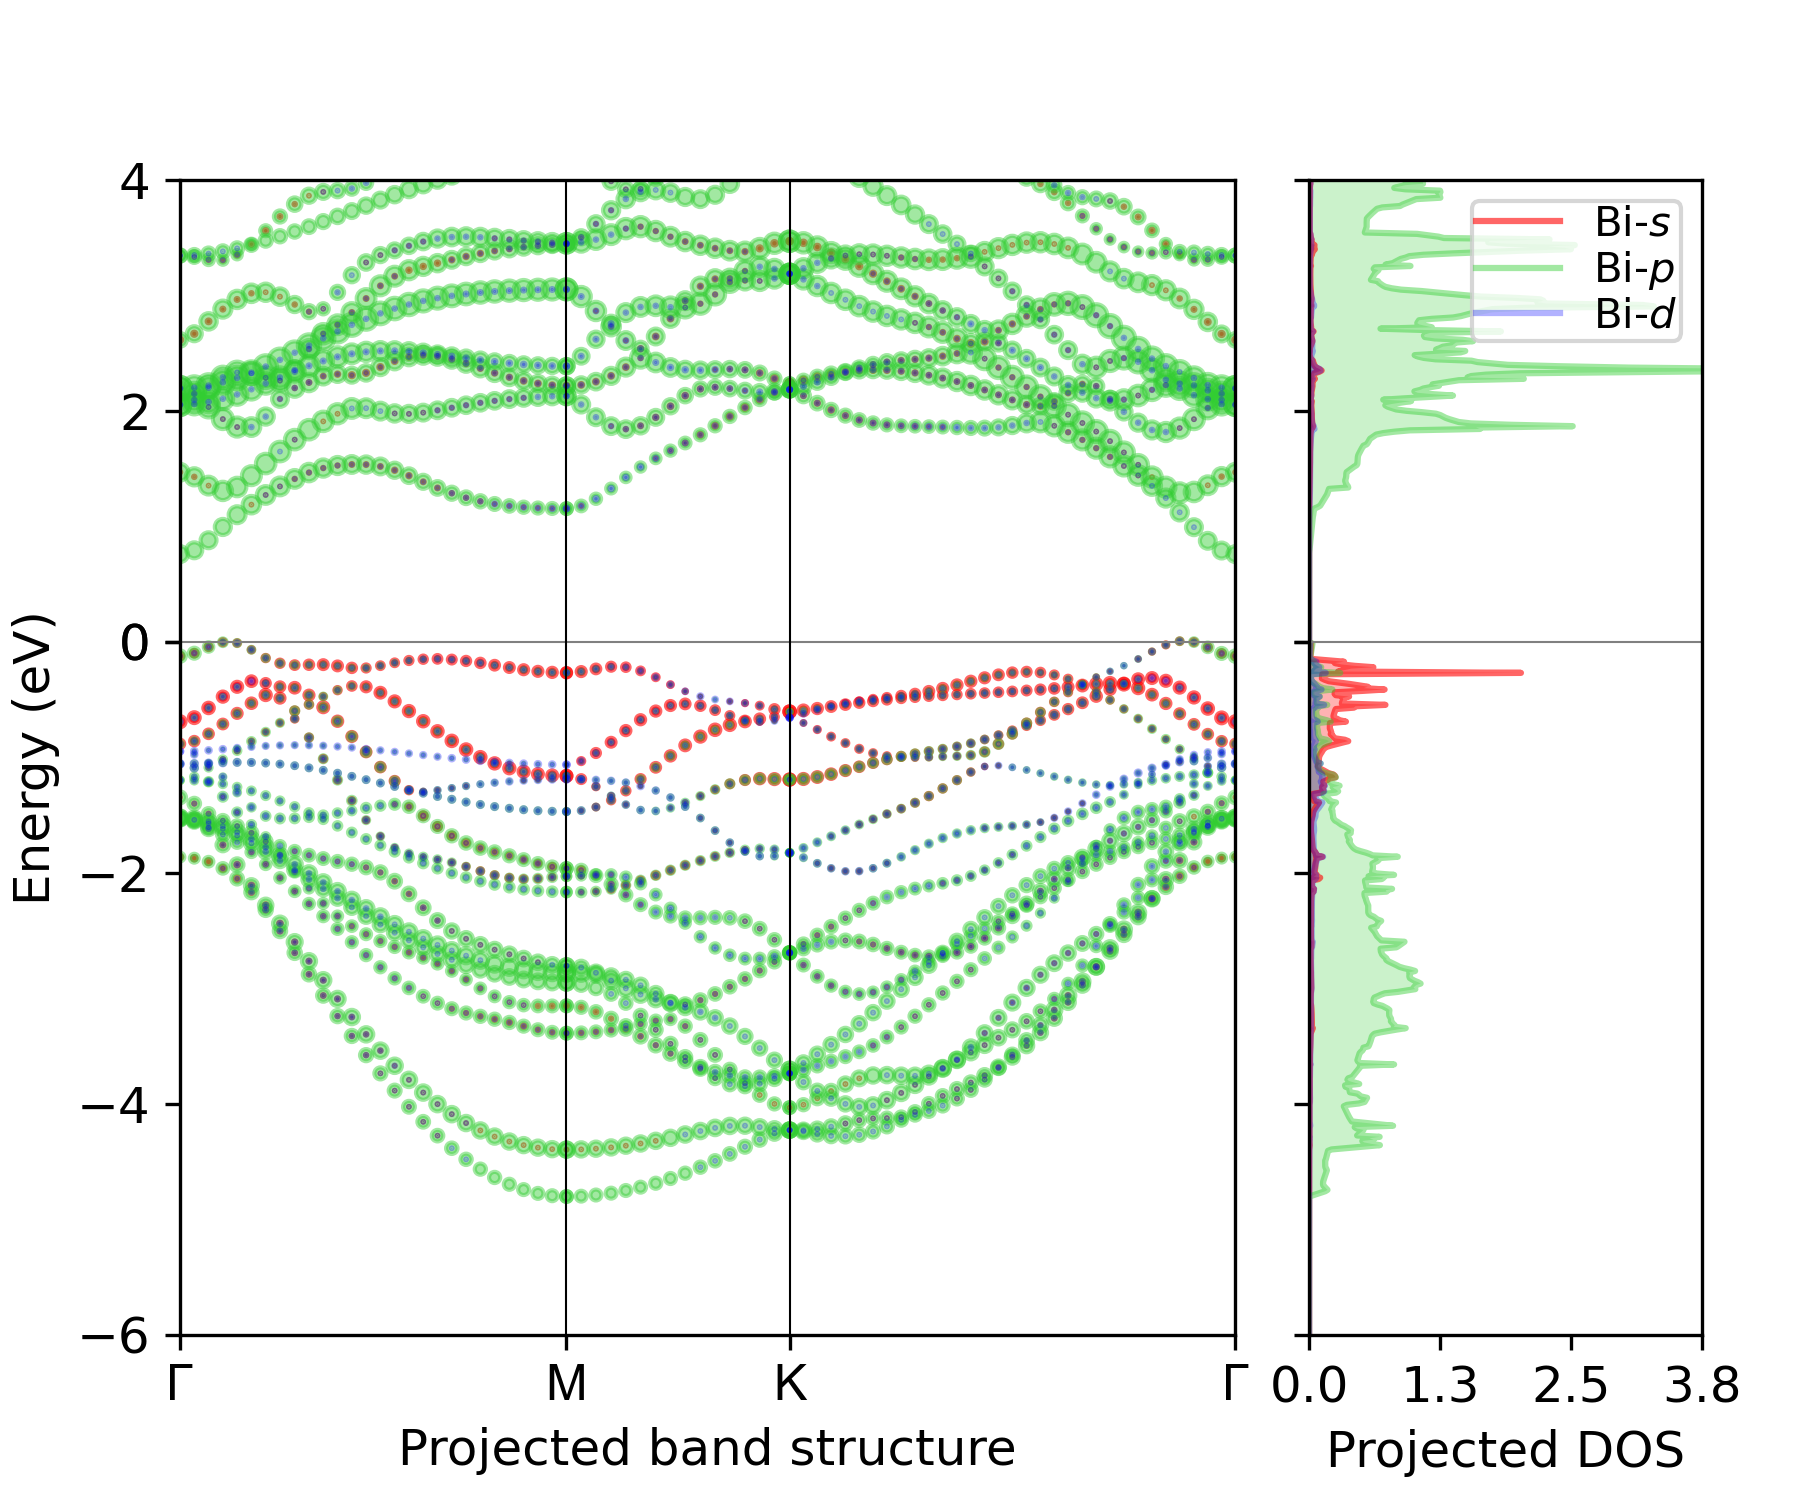 4
2
0
−2
−4
−6
Energy (eV)
Γ
M
K
Γ
Projected band structure
Bi-s
Bi-p
Bi-d
0.0
1.3
2.5
3.8
Projected DOS